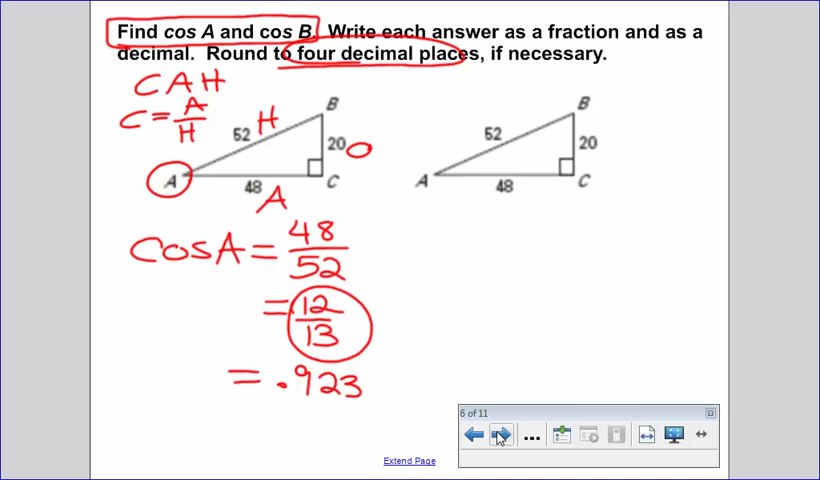 Find cos A and cos B. Write each answer as a fraction and as a
decimal. Round to four decimal places, if necessary.
CAH
C = A/H
B
52 H
20 O
A
48
C
A
B
52
20
A
48
C
cosA = 48/52
= 12/13
= .923
6 of 11
...
Extend Page